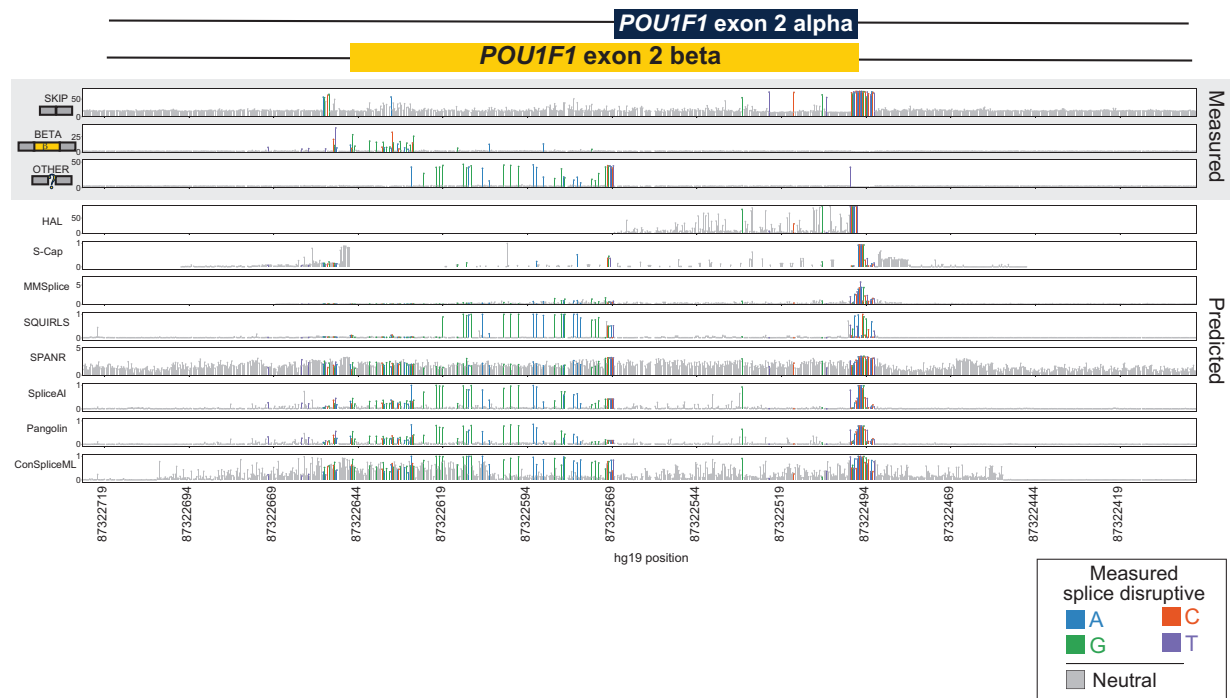 POU1F1 exon 2 alpha
POU1F1 exon 2 beta
Measured
SKIP
50
0
BETA
β
25
0
OTHER
?
50
0
Predicted
HAL
50
0
S-Cap
1
0
MMSplice
5
0
SQUIRLS
1
0
SPANR
5
0
SpliceAI
1
0
Pangolin
1
0
ConSpliceML
1
0
87322719
87322694
87322669
87322644
87322619
87322594
87322569
87322544
87322519
87322494
87322469
87322444
87322419
hg19 position
Measured
splice disruptive
A
C
G
T
Neutral